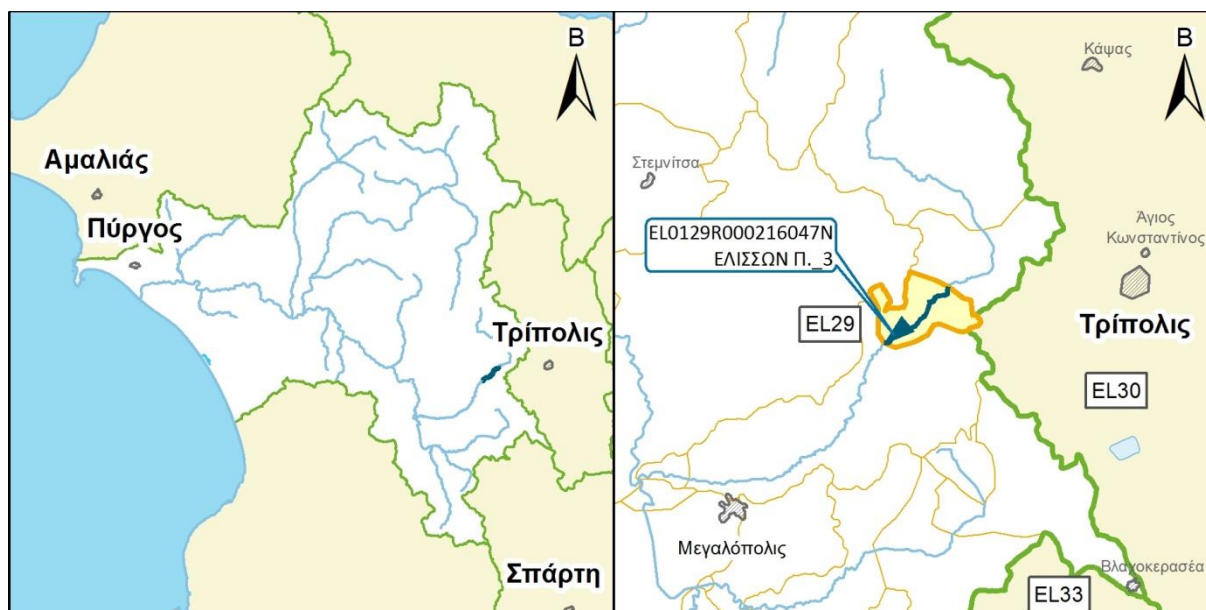 Β
Αμαλιάς
Πύργος
Τρίπολις
Σπάρτη
Κάψας
Β
Στεμνίτσα
Άγιος
Κωνσταντίνος
EL0129R000216047N
ΕΛΙΣΣΩΝ Π._3
EL29
Τρίπολις
EL30
Μεγαλόπολις
Βλαχοκερασέα
EL33